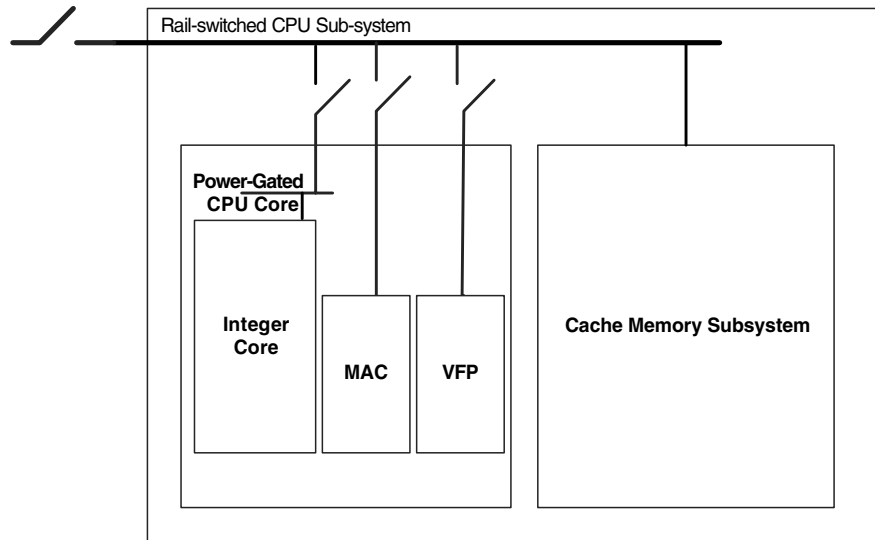 Rail-switched CPU Sub-system
Power-Gated
CPU Core
Integer
Core
MAC
VFP
Cache Memory Subsystem